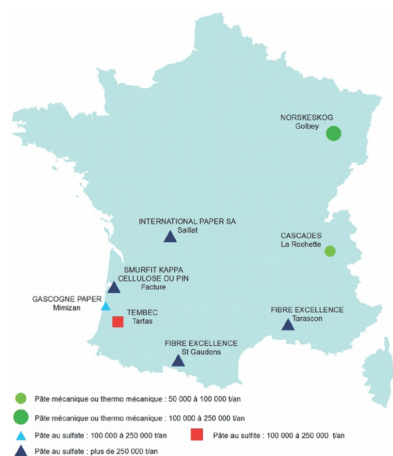 NORSKESKOG
Golbey
INTERNATIONAL PAPER SA
Saillat
CASCADES
La Rochette
SMURFIT KAPPA
CELLULOSE DU PIN
Facture
GASCOGNE PAPER
Mimizan
TEMBEC
Tartas
FIBRE EXCELLENCE
Tarascon
FIBRE EXCELLENCE
St Gaudens
Pâte mécanique ou thermo mécanique : 50 000 à 100 000 t/an
Pâte mécanique ou thermo mécanique : 100 000 à 250 000 t/an
Pâte au sulfate : 100 000 à 250 000 t/an
Pâte au sulfite : 100 000 à 250 000 t/an
Pâte au sulfate : plus de 250 000 t/an